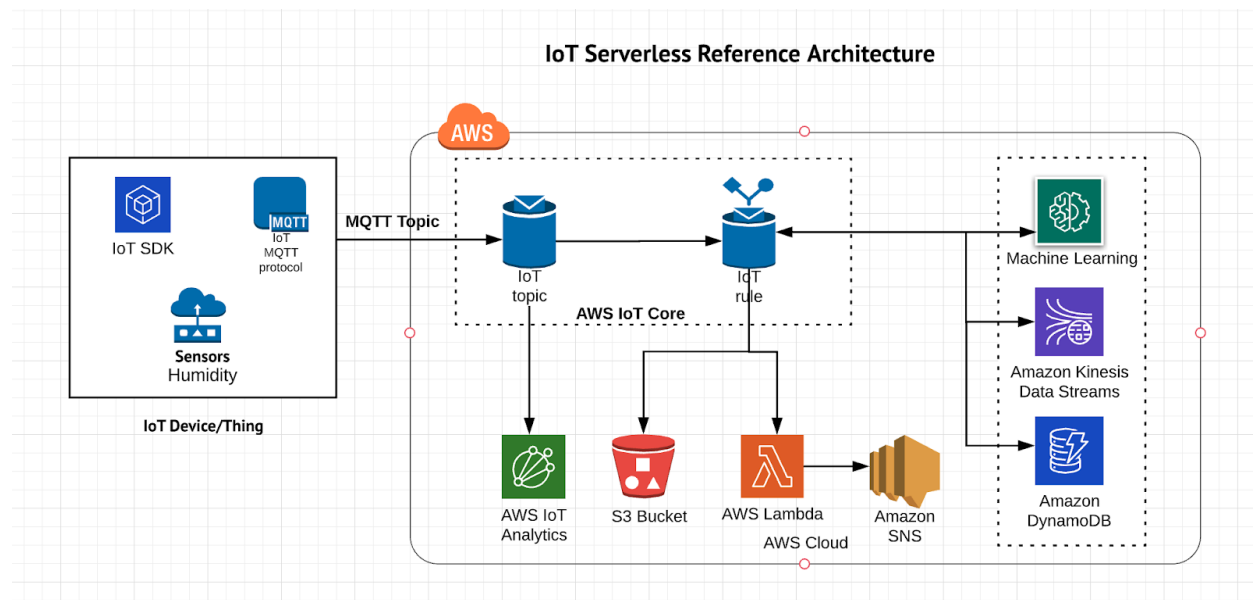 IoT Serverless Reference Architecture
AWS
IoT SDK
MQTT
IoT
MQTT
protocol
Sensors
Humidity
IoT Device/Thing
MQTT Topic
IoT
topic
IoT
rule
AWS IoT Core
Machine Learning
Amazon Kinesis
Data Streams
Amazon
DynamoDB
AWS IoT
Analytics
S3 Bucket
AWS Lambda
Amazon
SNS
AWS Cloud